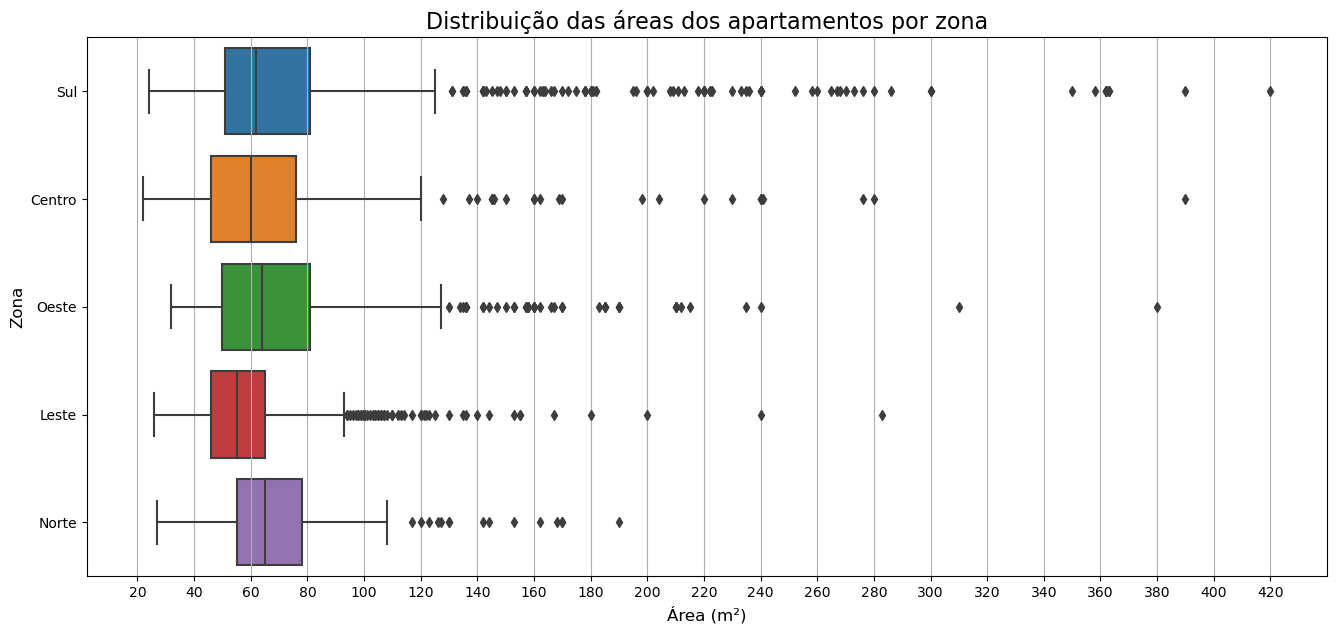 Distribuição das áreas dos apartamentos por zona
Sul
Centro
Oeste
Leste
Norte
Zona
20 40 60 80 100 120 140 160 180 200 220 240 260 280 300 320 340 360 380 400 420
Área (m²)